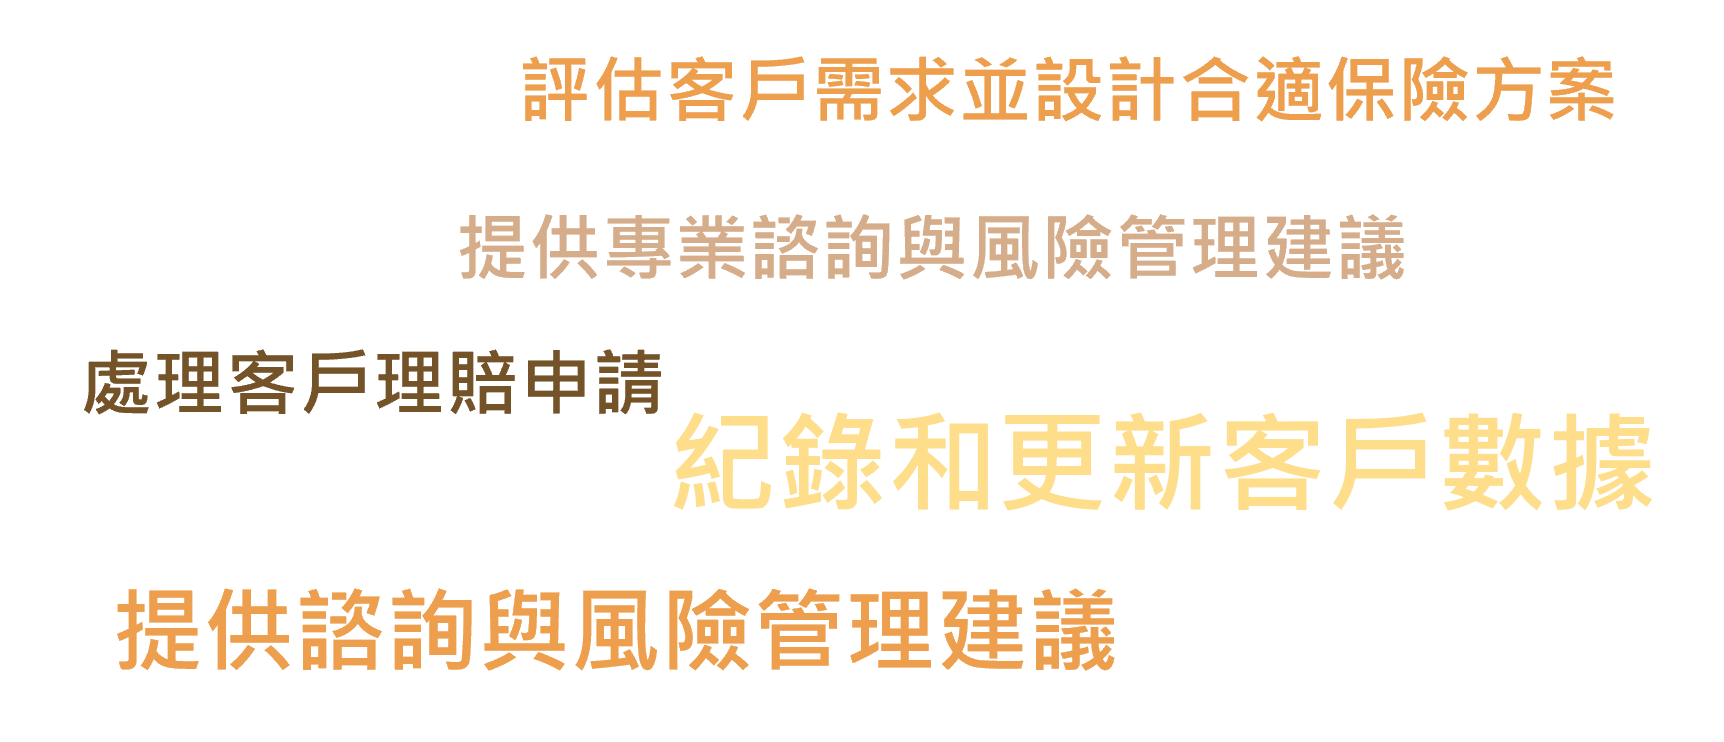 評估客戶需求並設計合適保險方案
提供專業諮詢與風險管理建議
處理客戶理賠申請
紀錄和更新客戶數據
提供諮詢與風險管理建議